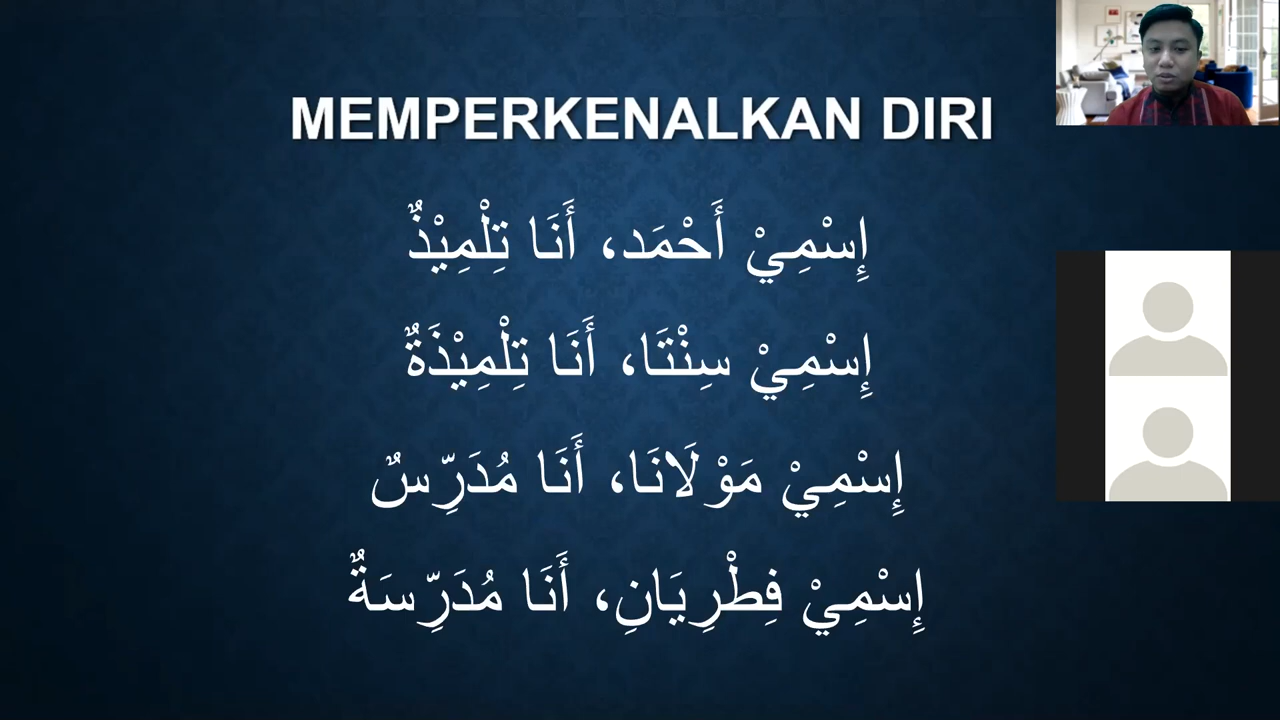 MEMPERKENALKAN DIRI
إِسْمِيْ أَحْمَد، أَنَا تِلْمِيْذٌ
إِسْمِيْ سِنْتَا، أَنَا تِلْمِيْذَةٌ
إِسْمِيْ مَوْلَانَا، أَنَا مُدَرِّسٌ
إِسْمِيْ فِطْرِيَانِ، أَنَا مُدَرِّسَةٌ